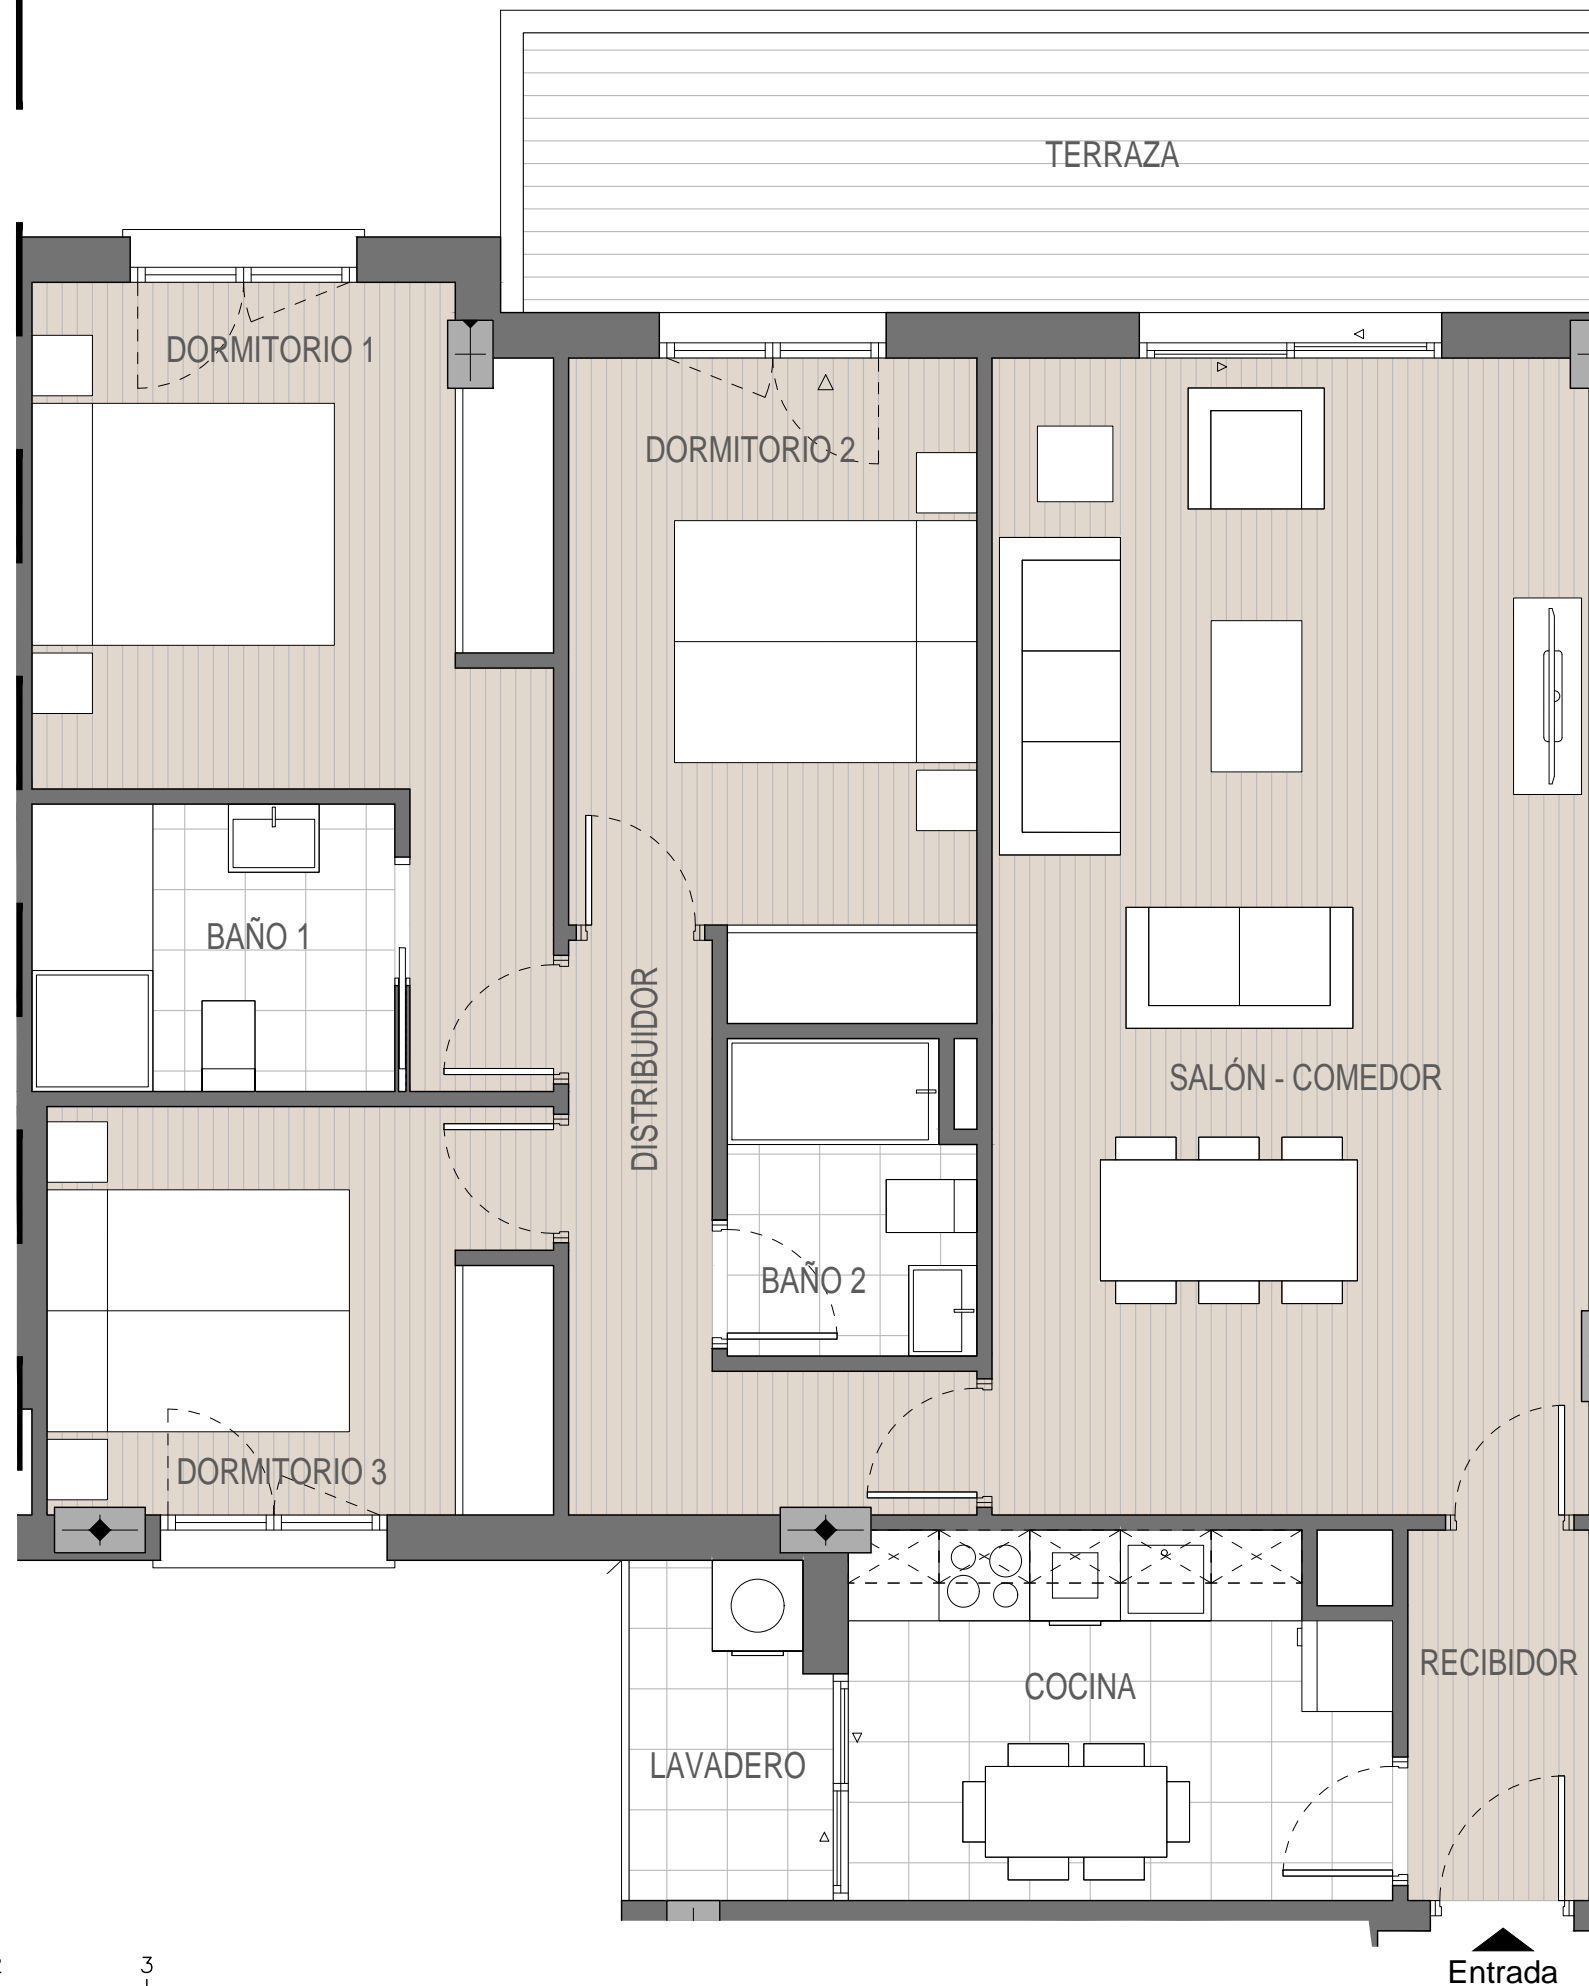 TERRAZA
DORMITORIO 1
DORMITORIO 2
BAÑO 1
DISTRIBUIDOR
SALÓN - COMEDOR
BAÑO 2
DORMITORIO 3
RECIBIDOR
COCINA
LAVADERO
3
Entrada